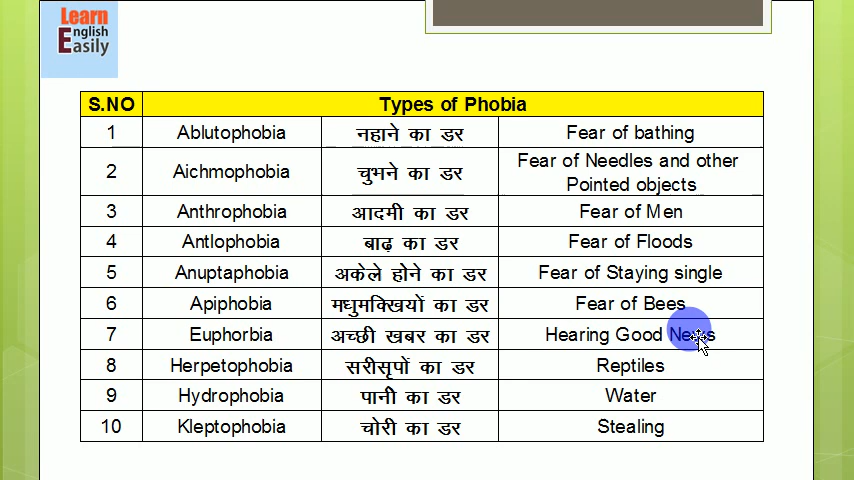 Learn
English
Easily
S.NO Types of Phobia
1 Ablutophobia नहाने का डर Fear of bathing
2 Aichmophobia चुभने का डर Fear of Needles and other
Pointed objects
3 Anthrophobia आदमी का डर Fear of Men
4 Antlophobia बाढ़ का डर Fear of Floods
5 Anuptaphobia अकेले होने का डर Fear of Staying single
6 Apiphobia मधुमक्खियों का डर Fear of Bees
7 Euphorbia अच्छी खबर का डर Hearing Good News
8 Herpetophobia सरीसृपों का डर Reptiles
9 Hydrophobia पानी का डर Water
10 Kleptophobia चोरी का डर Stealing